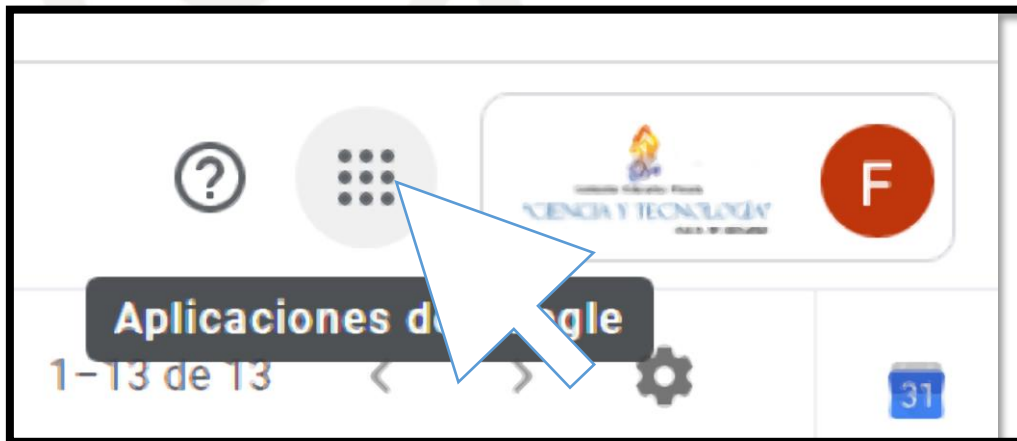 ?
F
"CIENCIA Y TECNOLOGÍA"
Aplicaciones de gle
1–13 de 13 < >
31